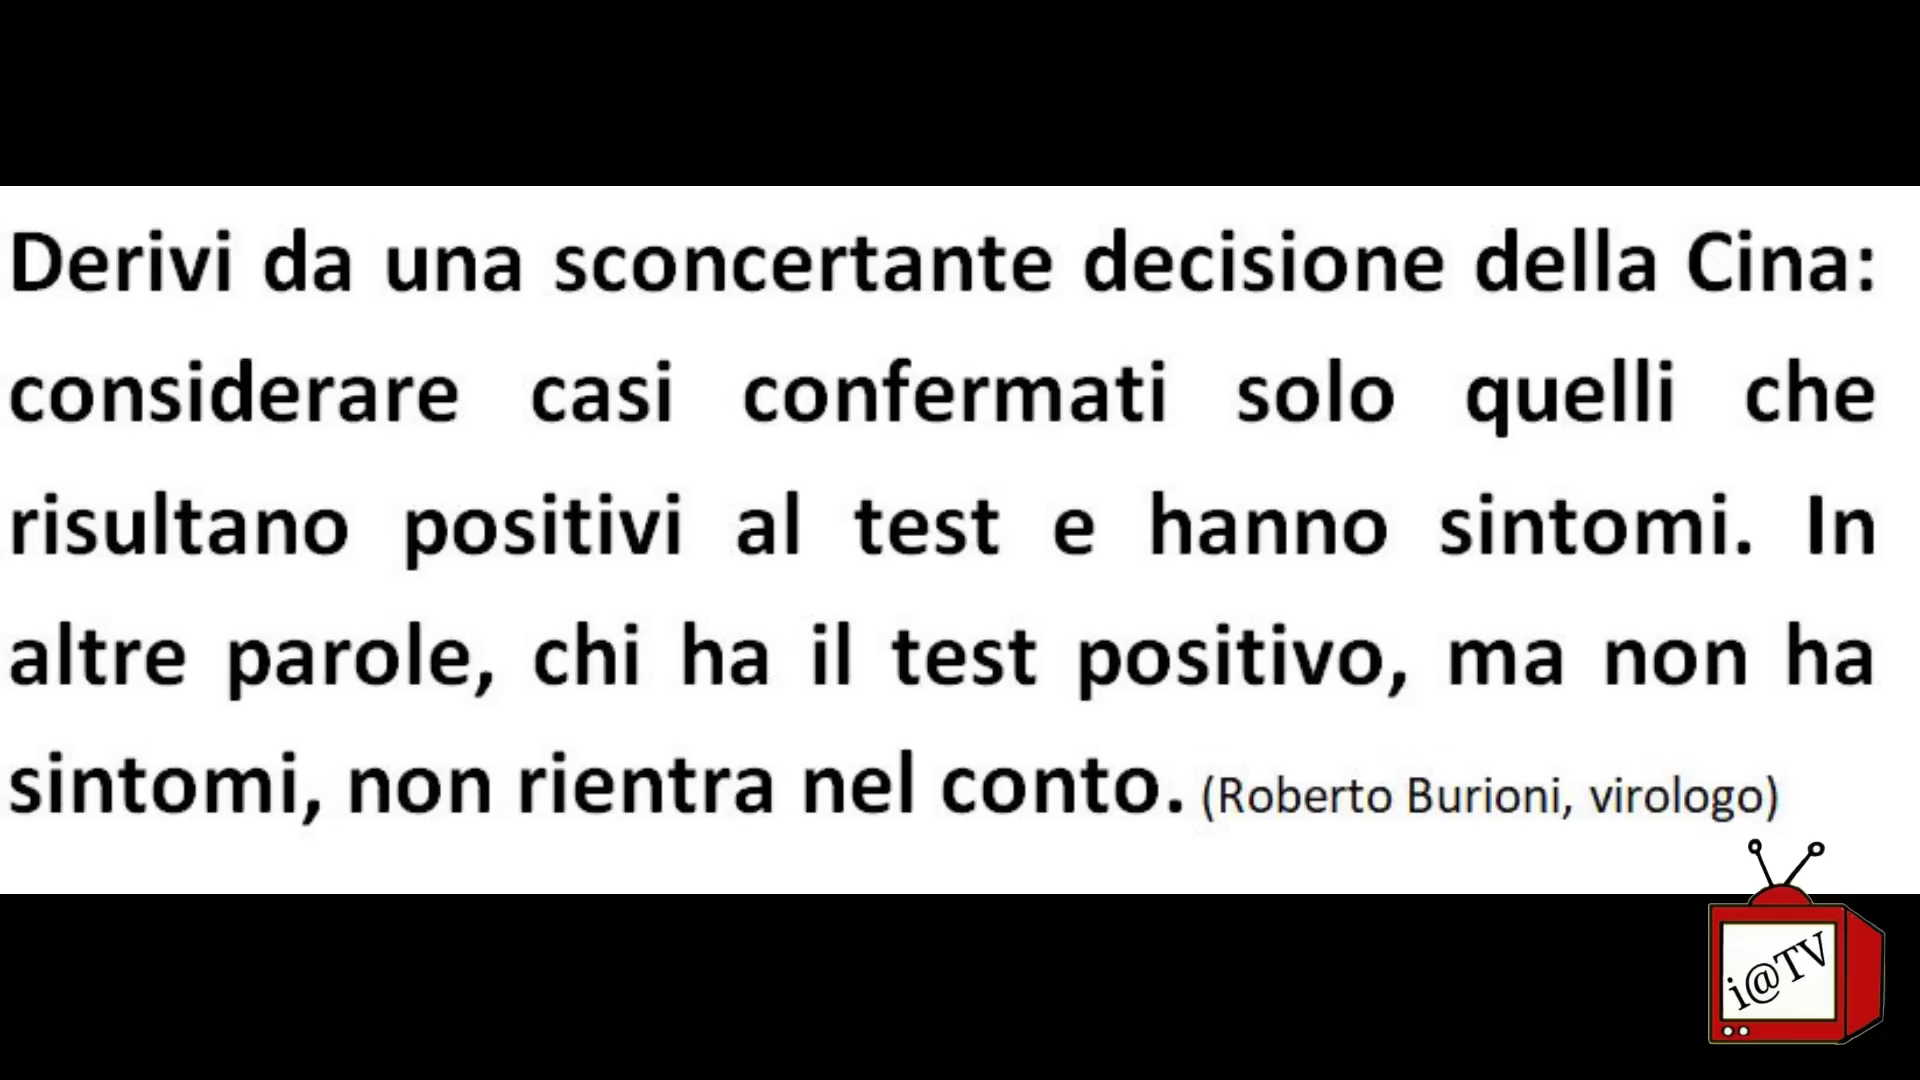 Derivi da una sconcertante decisione della Cina:
considerare casi confermati solo quelli che
risultano positivi al test e hanno sintomi. In
altre parole, chi ha il test positivo, ma non ha
sintomi, non rientra nel conto. (Roberto Burioni, virologo)
i@TV